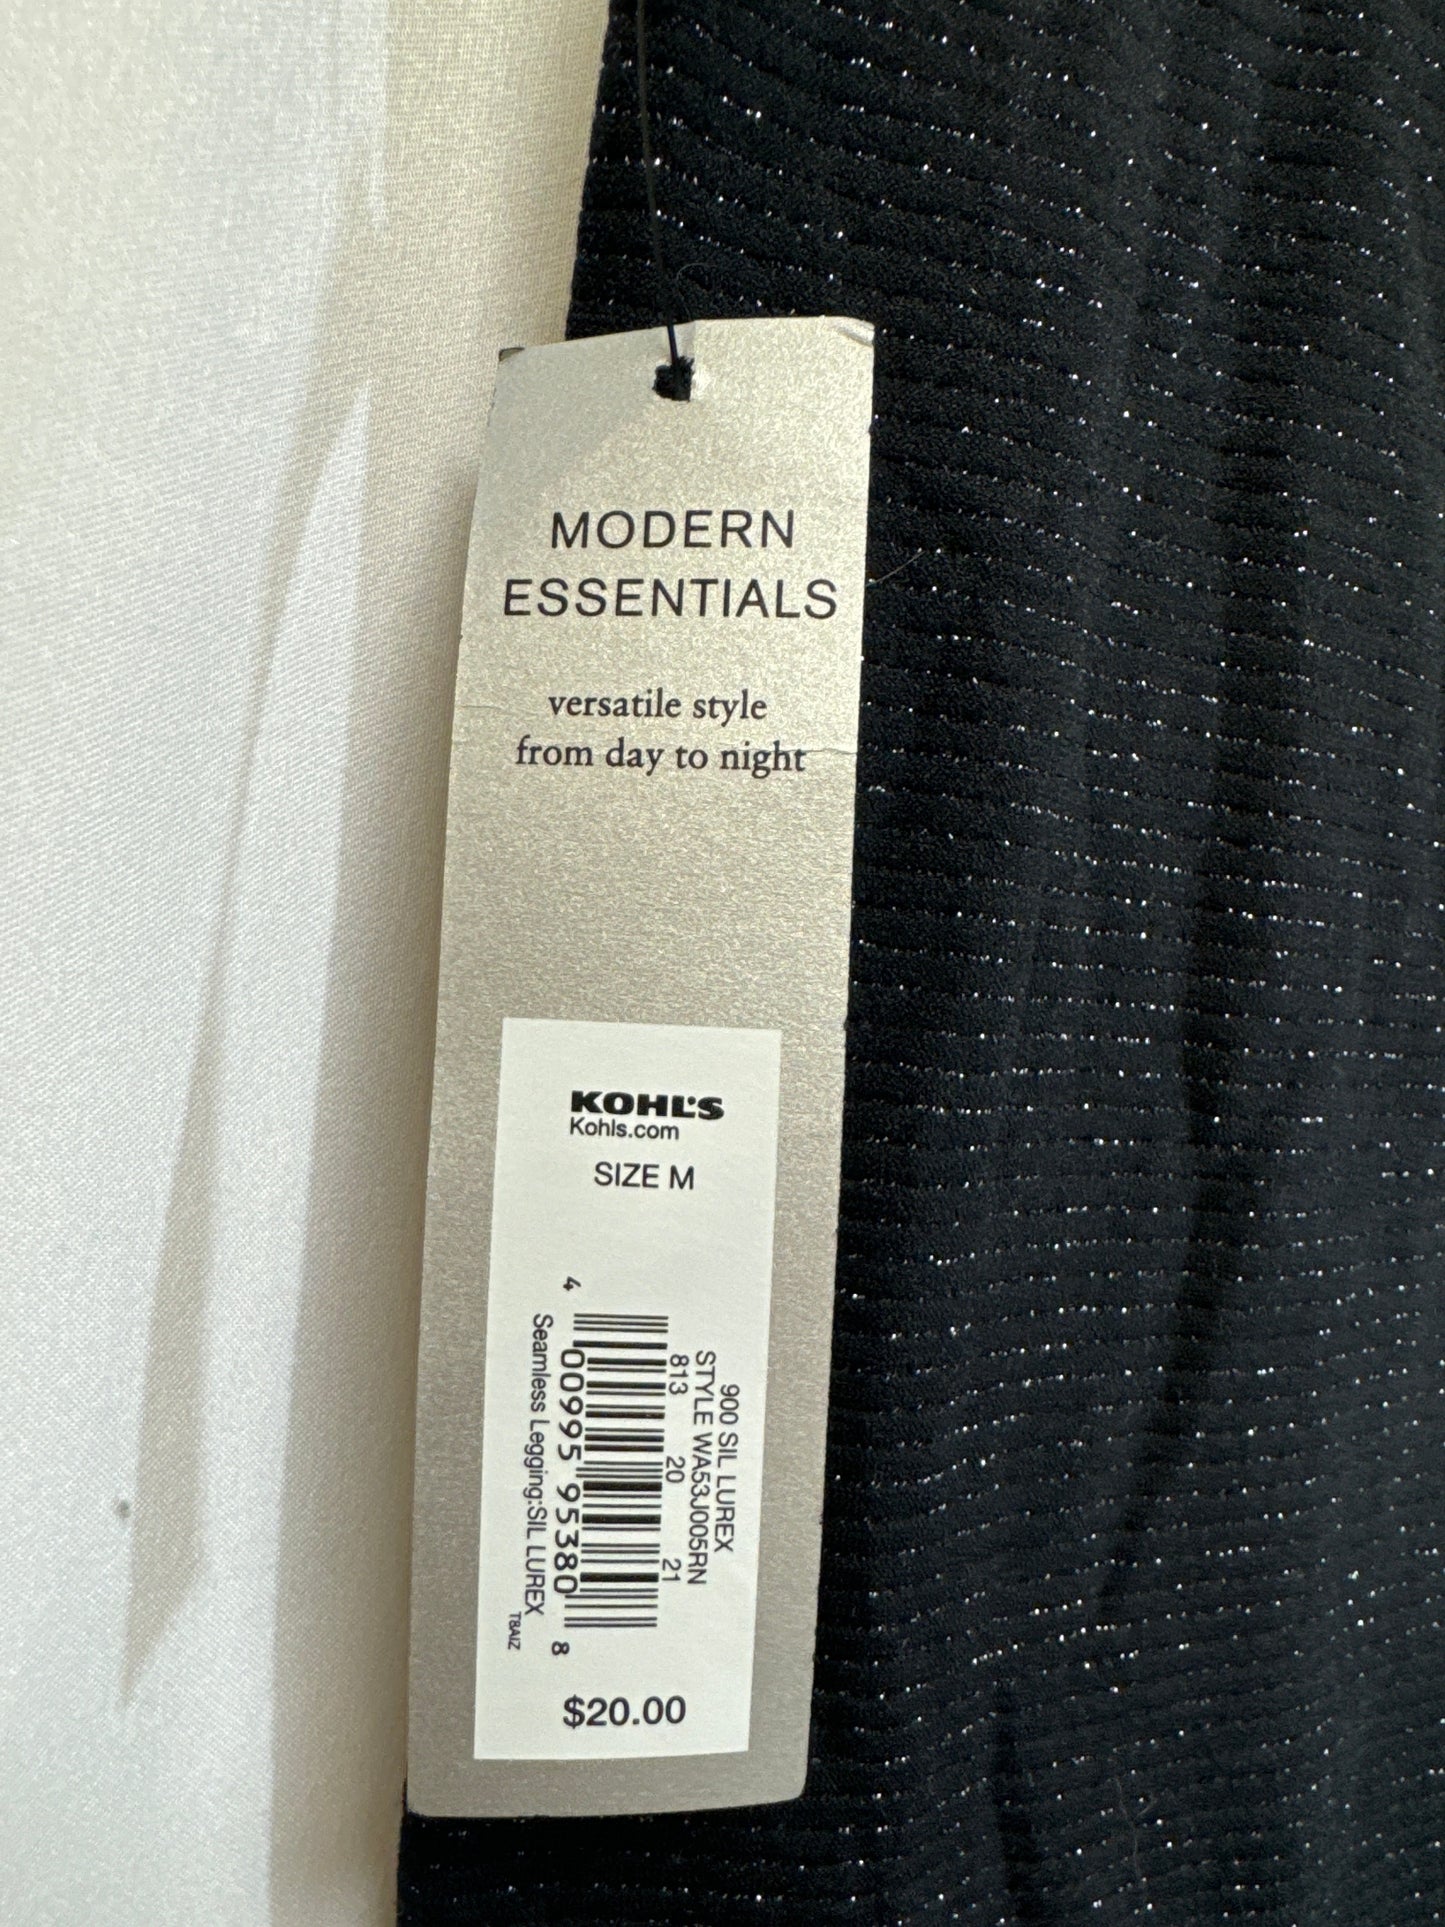 MODERN
ESSENTIALS
versatile style
from day to night
KOHL'S
Kohls.com
SIZE M
900 SIL LUREX
STYLE WA53J005RN
813 20 21
4 00995 95380 8
Seamless Legging:SIL LUREX
T8AIZ
$20.00